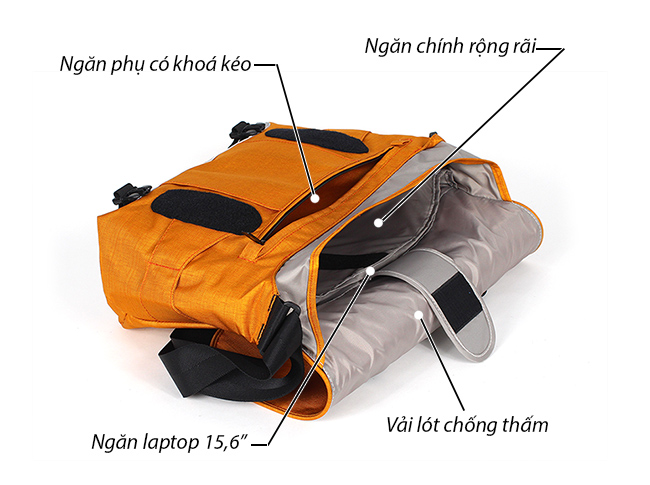 Ngăn chính rộng rãi
Ngăn phụ có khoá kéo
Ngăn laptop 15,6”
Vải lót chống thấm